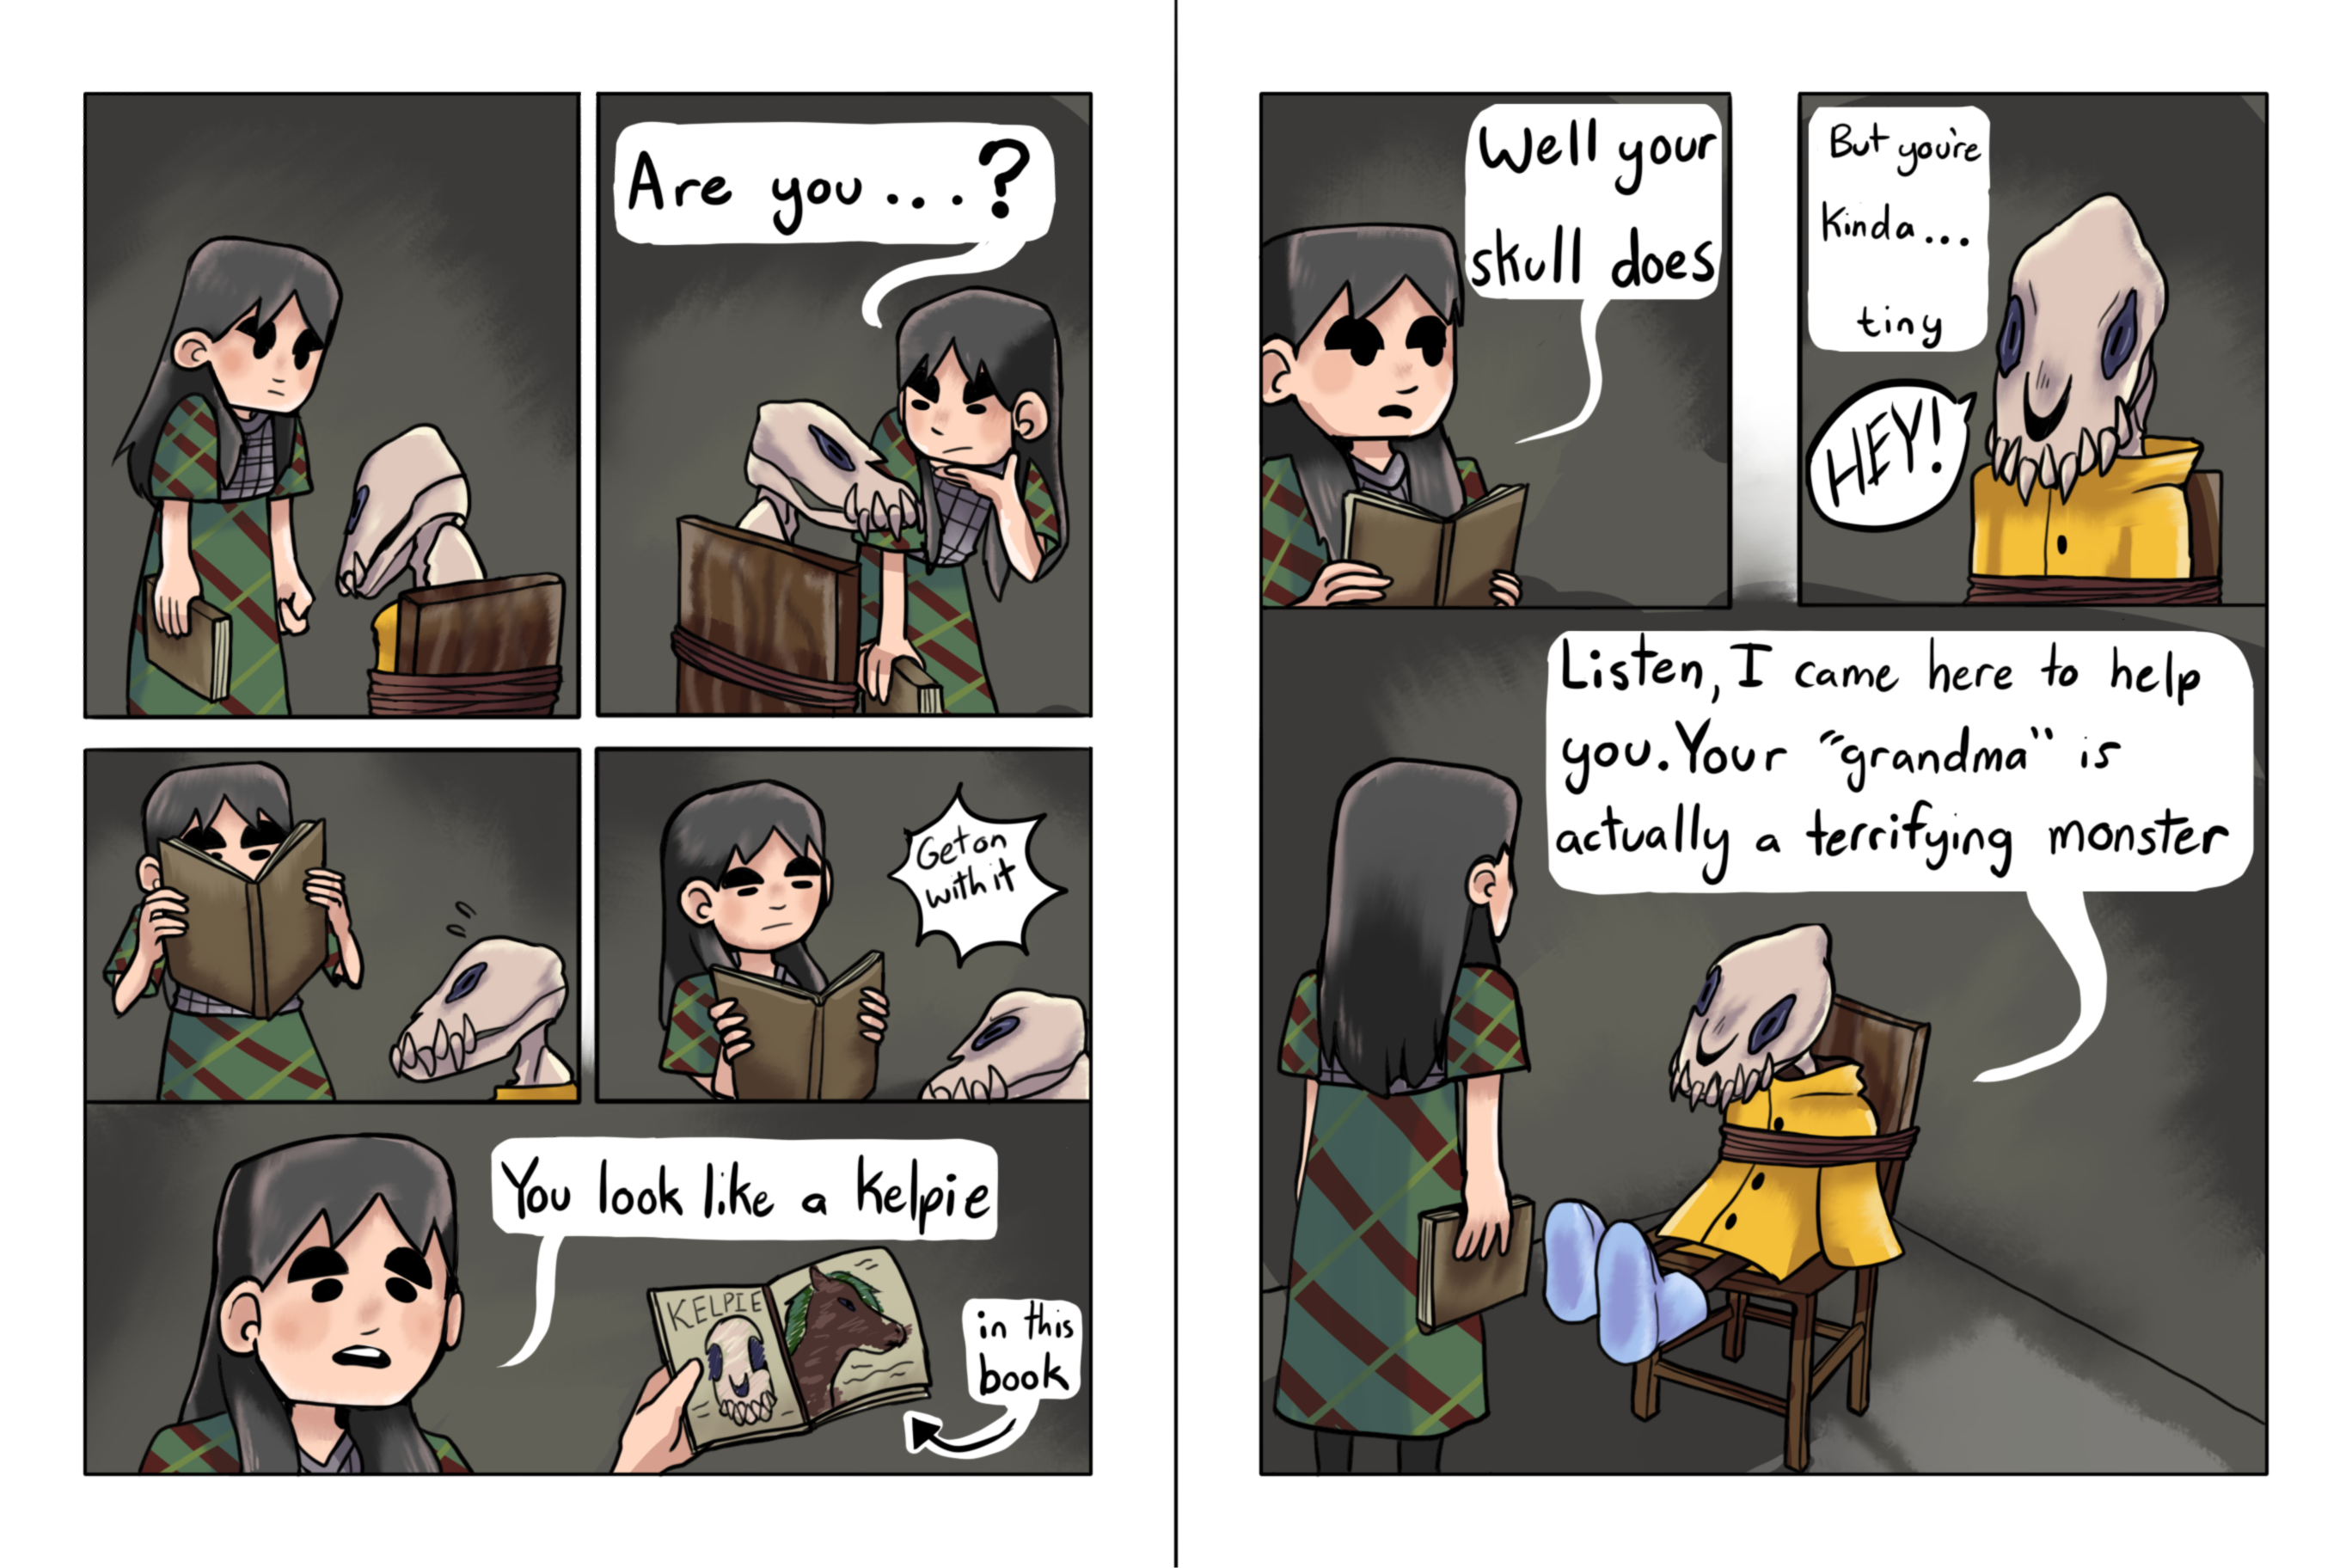 Are you...?
Get on
with it
You look like a kelpie
KELPIE
in this
book
Well your
skull does
But you're
kinda...
tiny
HEY!
Listen, I came here to help
you. Your "grandma" is
actually a terrifying monster